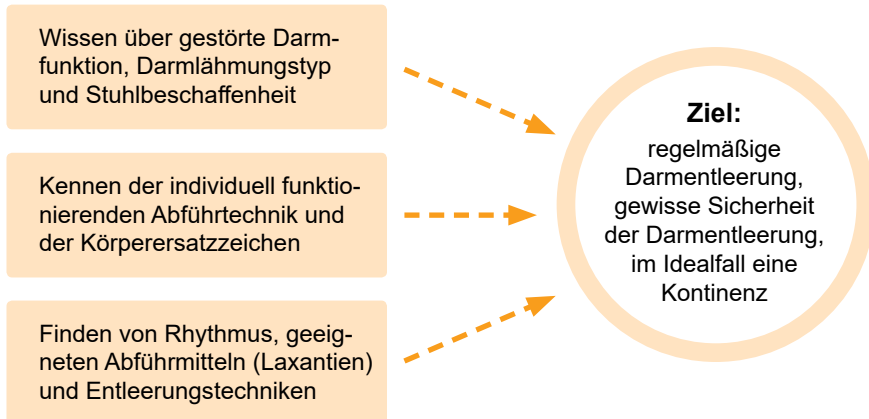 Wissen über gestörte Darm-
funktion, Darmlähmungstyp
und Stuhlbeschaffenheit
Kennen der individuell funktio-
nierenden Abführtechnik und
der Körperersatzzeichen
Finden von Rhythmus, geeig-
neten Abführmitteln (Laxantien)
und Entleerungstechniken
Ziel:
regelmäßige
Darmentleerung,
gewisse Sicherheit
der Darmentleerung,
im Idealfall eine
Kontinenz